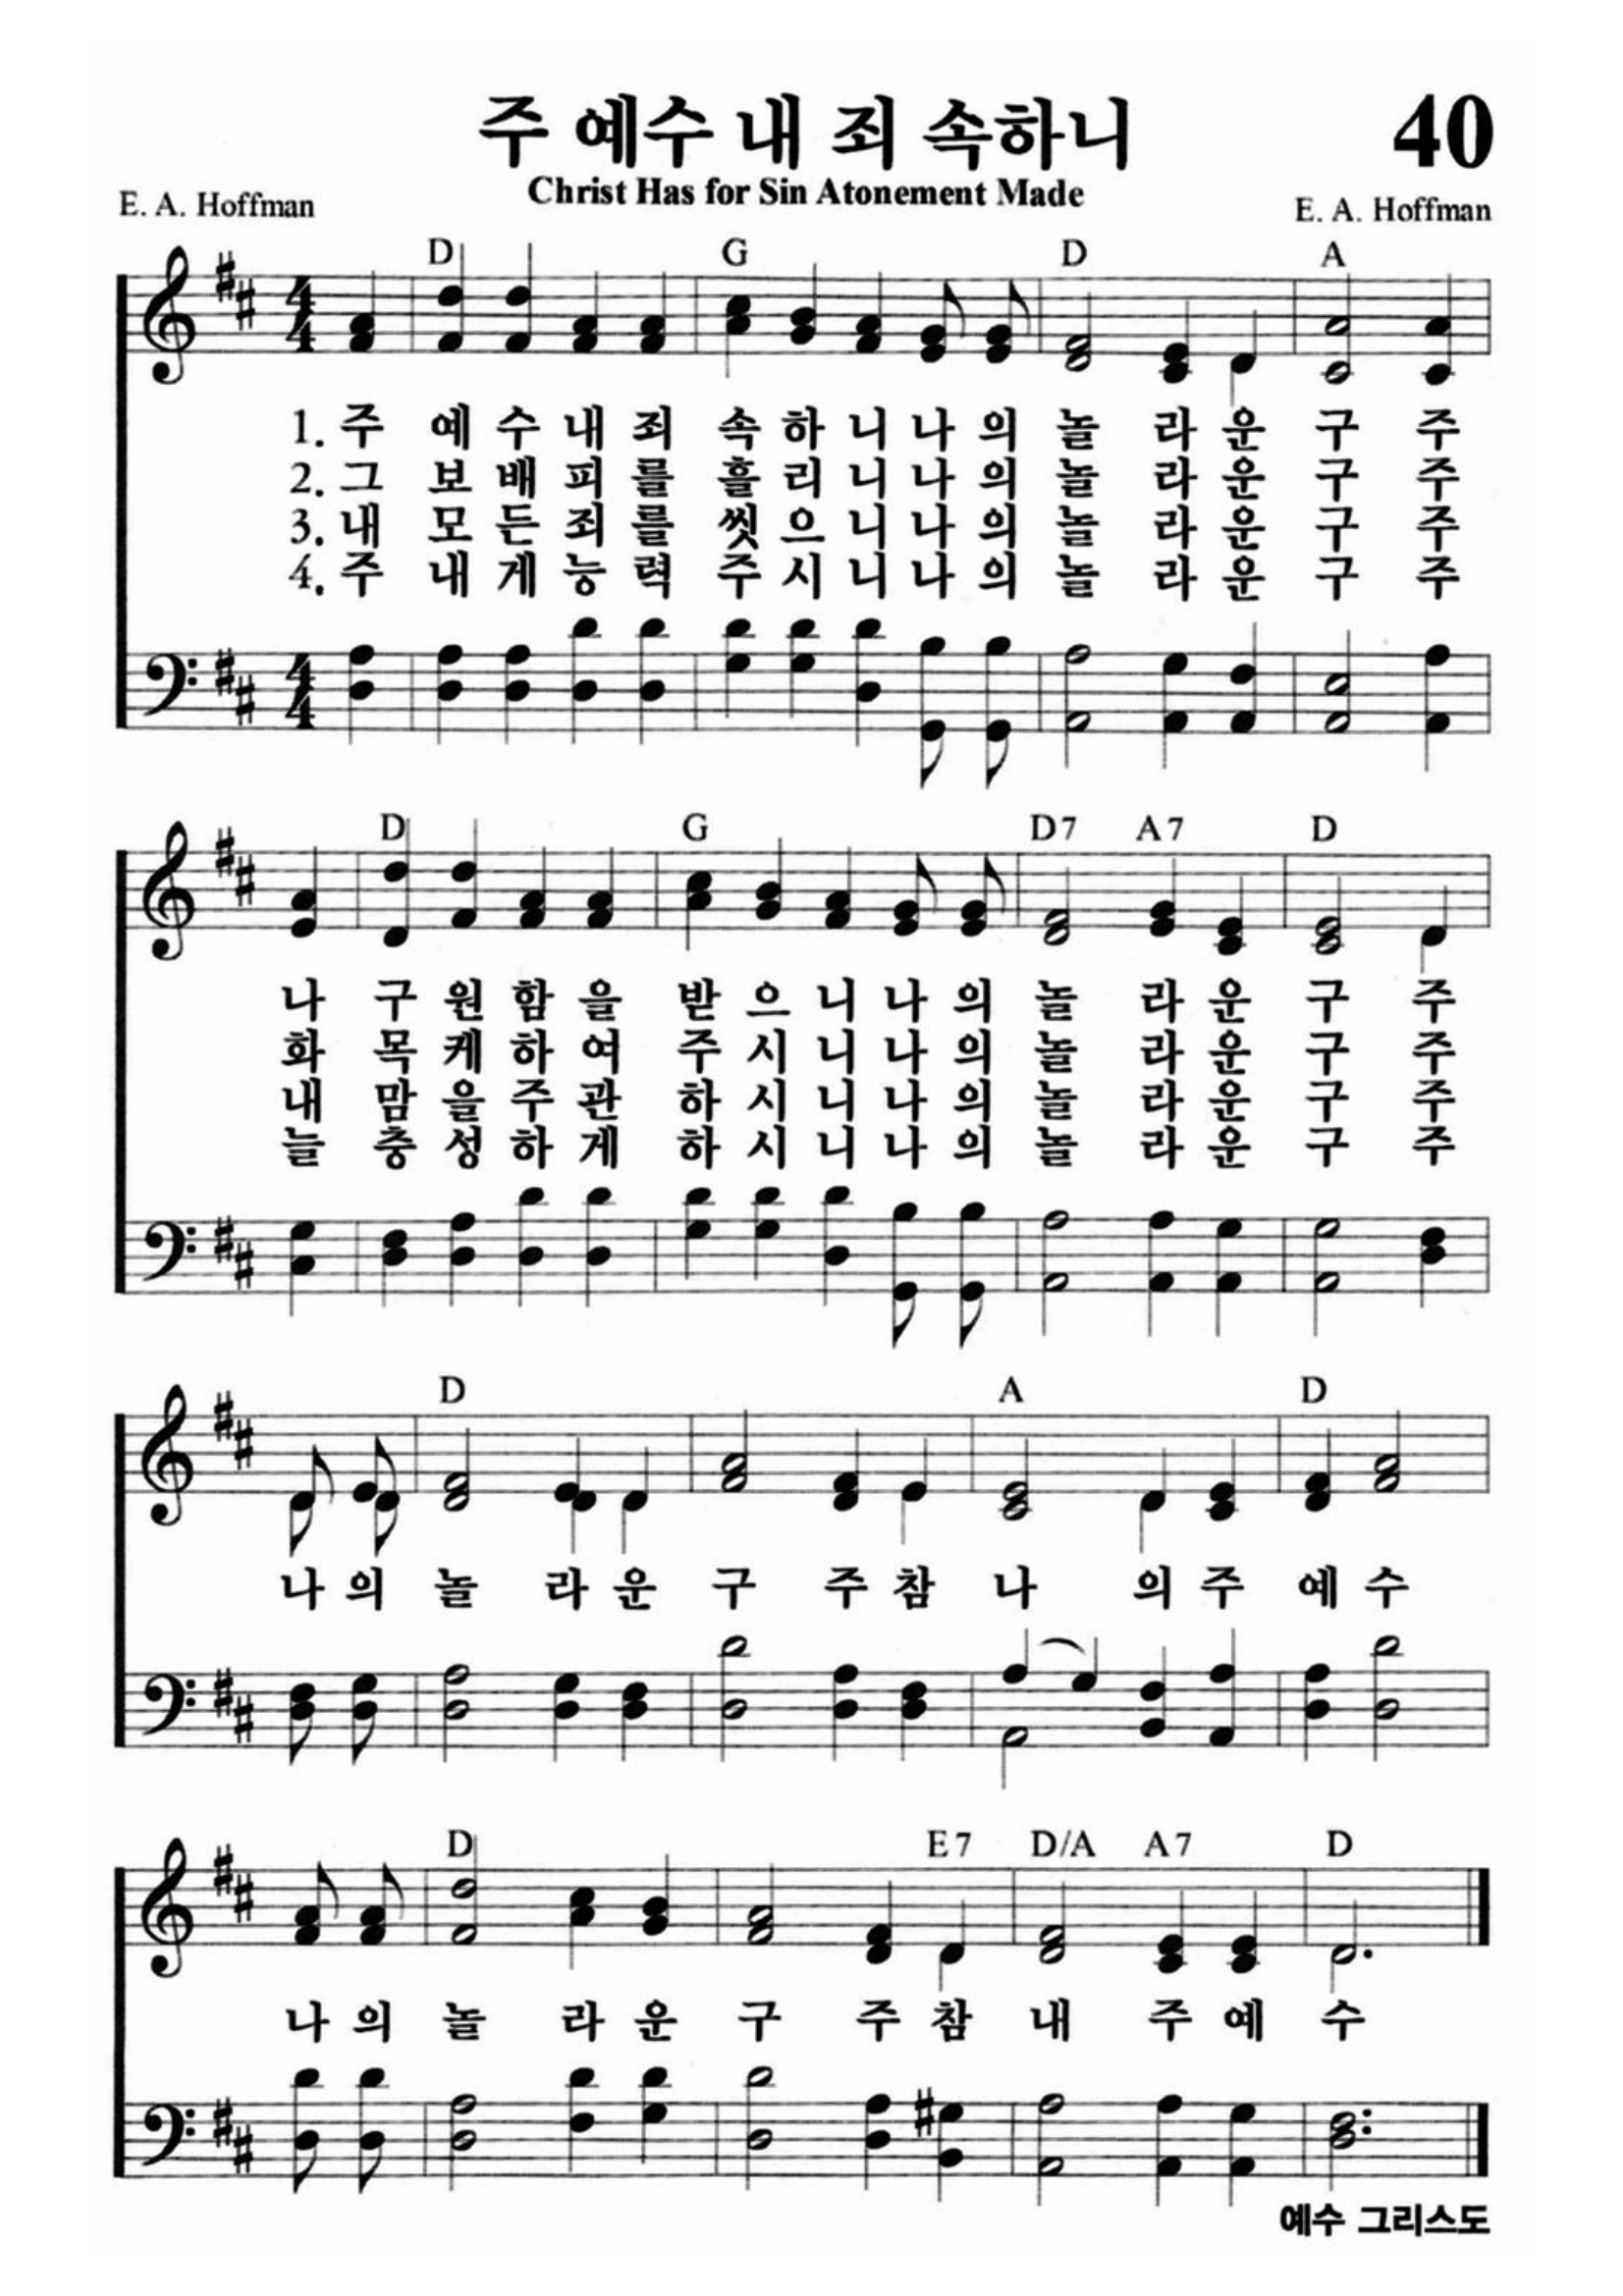 주 예수 내 죄 속하니 40
Christ Has for Sin Atonement Made
E. A. Hoffman E. A. Hoffman
D G D A
1. 주 예 수 내 죄 속 하 니 나 의 놀 라 운 구 주
2. 그 보 배 피 를 흘 리 니 나 의 놀 라 운 구 주
3. 내 모 든 죄 를 씻 으 니 나 의 놀 라 운 구 주
4. 주 내 게 능 력 주 시 니 나 의 놀 라 운 구 주
D G D7 A7 D
나 구 원 함 을 받 으 니 나 의 놀 라 운 구 주
화 목 케 하 여 주 시 니 나 의 놀 라 운 구 주
내 맘 을 주 관 하 시 니 나 의 놀 라 운 구 주
늘 충 성 하 게 하 시 니 나 의 놀 라 운 구 주
D A D
나 의 놀 라 운 구 주 참 나 의 주 예 수
D E7 D/A A7 D
나 의 놀 라 운 구 주 참 내 주 예 수
예수 그리스도